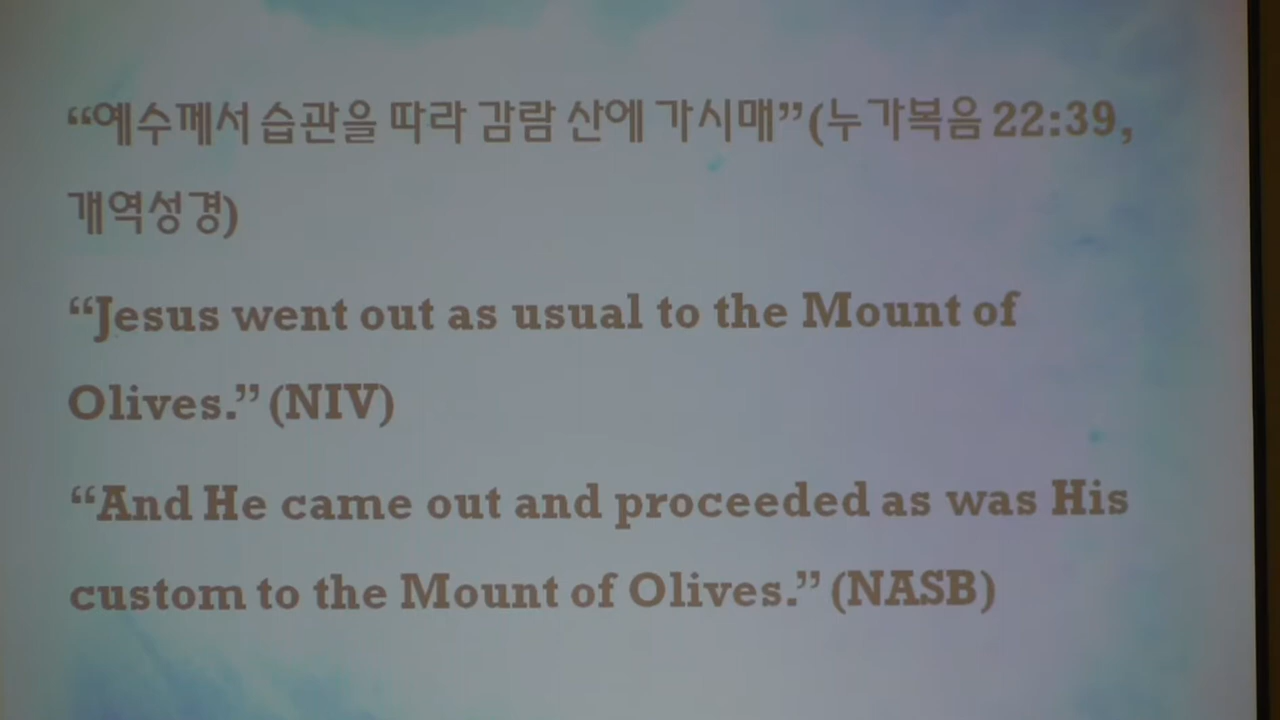 “예수께서 습관을 따라 감람 산에 가시매”(누가복음 22:39,
개역성경)
“Jesus went out as usual to the Mount of
Olives.” (NIV)
“And He came out and proceeded as was His
custom to the Mount of Olives.” (NASB)